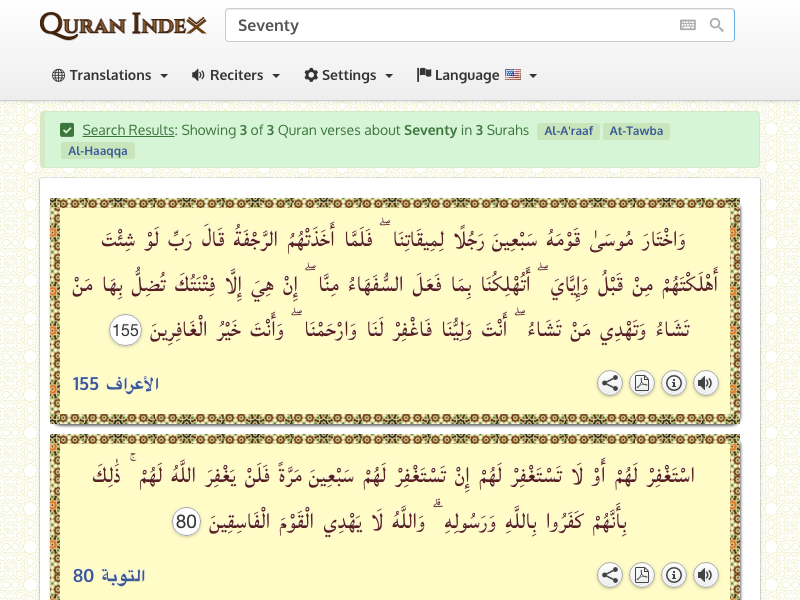 QURAN INDEX
Seventy
Translations Reciters Settings Language
Search Results: Showing 3 of 3 Quran verses about Seventy in 3 Surahs Al-A'raaf At-Tawba
Al-Haaqqa
وَاخْتَارَ مُوسَىٰ قَوْمَهُ سَبْعِينَ رَجُلًا لِمِيقَاتِنَا ۖ فَلَمَّا أَخَذَتْهُمُ الرَّجْفَةُ قَالَ رَبِّ لَوْ شِئْتَ
أَهْلَكْتَهُمْ مِنْ قَبْلُ وَإِيَّايَ ۖ أَتُهْلِكُنَا بِمَا فَعَلَ السُّفَهَاءُ مِنَّا ۖ إِنْ هِيَ إِلَّا فِتْنَتُكَ تُضِلُّ بِهَا مَنْ
تَشَاءُ وَتَهْدِي مَنْ تَشَاءُ ۖ أَنْتَ وَلِيُّنَا فَاغْفِرْ لَنَا وَارْحَمْنَا ۖ وَأَنْتَ خَيْرُ الْغَافِرِينَ 155
الأعراف 155
اسْتَغْفِرْ لَهُمْ أَوْ لَا تَسْتَغْفِرْ لَهُمْ إِنْ تَسْتَغْفِرْ لَهُمْ سَبْعِينَ مَرَّةً فَلَنْ يَغْفِرَ اللَّهُ لَهُمْ ۚ ذَٰلِكَ
بِأَنَّهُمْ كَفَرُوا بِاللَّهِ وَرَسُولِهِ ۗ وَاللَّهُ لَا يَهْدِي الْقَوْمَ الْفَاسِقِينَ 80
التوبة 80